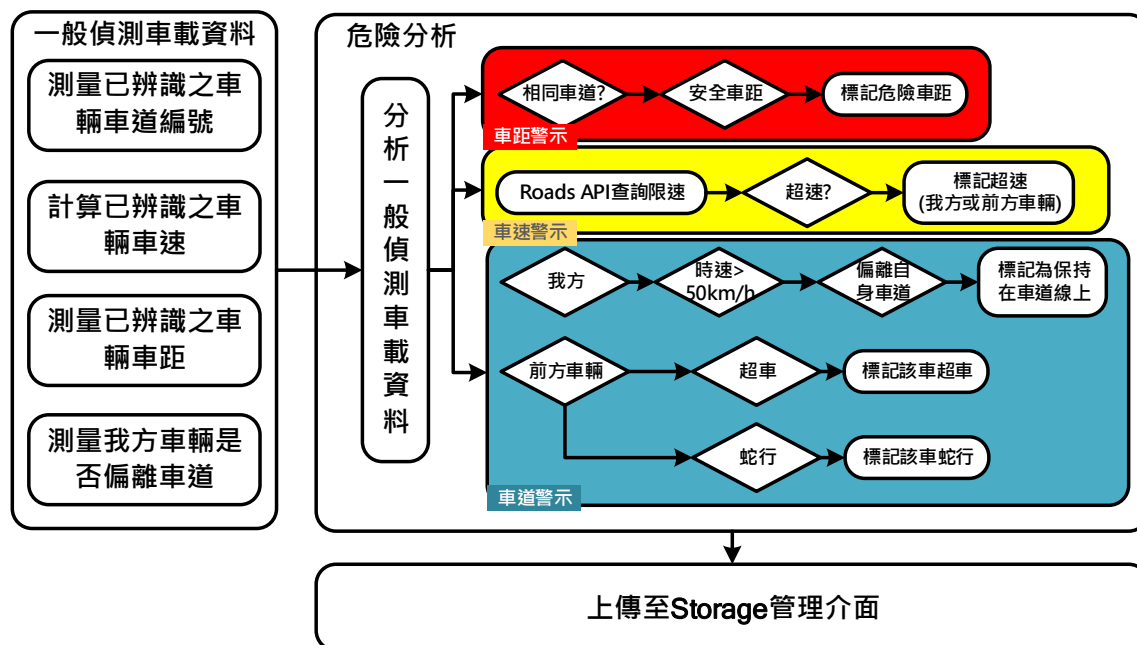 一般偵測車載資料
測量已辨識之車
輛車道編號
計算已辨識之車
輛車速
測量已辨識之車
輛車距
測量我方車輛是
否偏離車道
危險分析
分析一般偵測車載資料
相同車道?
安全車距
標記危險車距
車距警示
Roads API查詢限速
超速?
標記超速
(我方或前方車輛)
車速警示
我方
時速>
50km/h
偏離自
身車道
標記為保持
在車道線上
前方車輛
超車
標記該車超車
蛇行
標記該車蛇行
車道警示
上傳至Storage管理介面